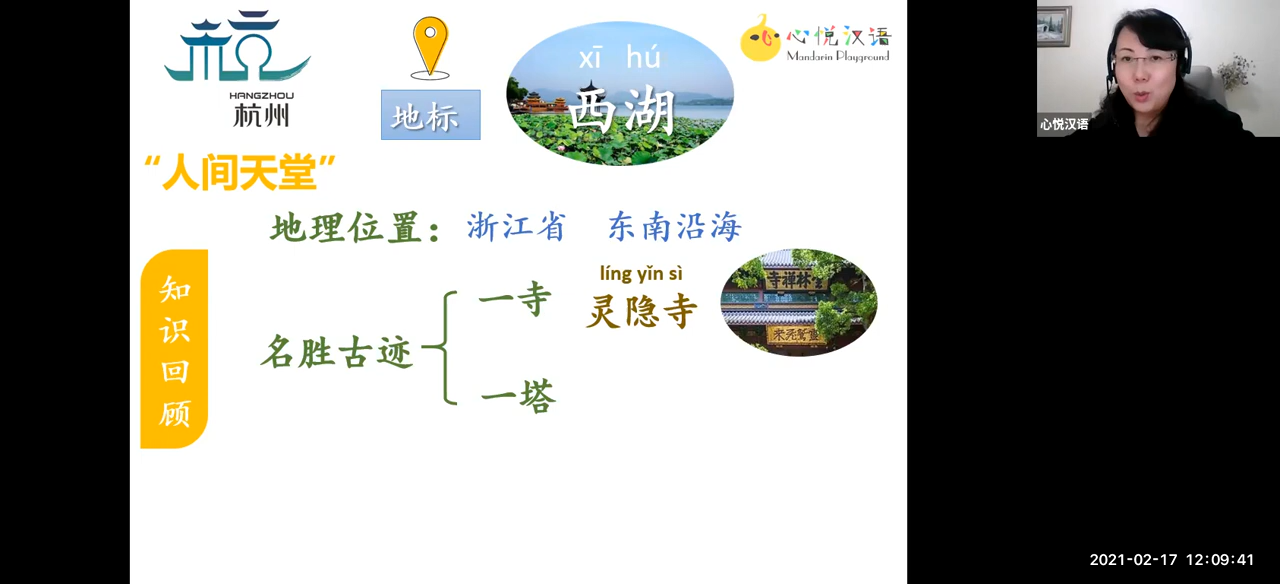 HANGZHOU
杭州
地标
xī hú
西湖
心悦汉语
Mandarin Playground
心悦汉语
“人间天堂”
地理位置：浙江省 东南沿海
知识回顾
名胜古迹
一寺
líng yǐn sì
灵隐寺
一塔
2021-02-17 12:09:41